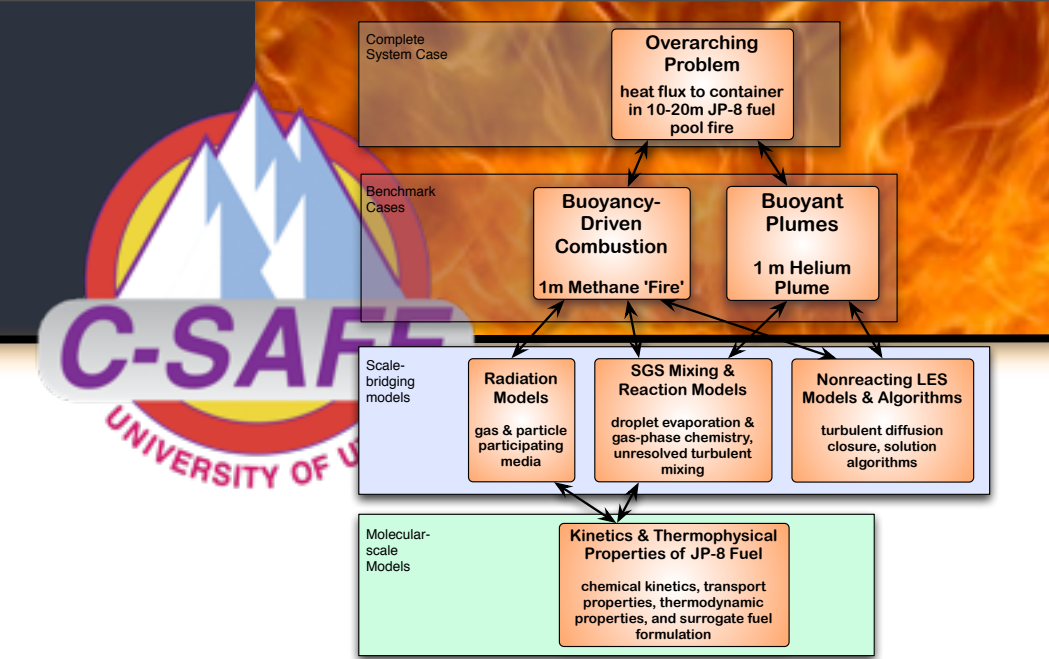 Complete
System Case
Overarching
Problem
heat flux to container
in 10-20m JP-8 fuel
pool fire
Benchmark
Cases
Buoyancy-
Driven
Combustion
1m Methane 'Fire'
Buoyant
Plumes
1 m Helium
Plume
C-SAFE
UNIVERSITY OF
Scale-
bridging
models
Radiation
Models
gas & particle
participating
media
SGS Mixing &
Reaction Models
droplet evaporation &
gas-phase chemistry,
unresolved turbulent
mixing
Nonreacting LES
Models & Algorithms
turbulent diffusion
closure, solution
algorithms
Molecular-
scale
Models
Kinetics & Thermophysical
Properties of JP-8 Fuel
chemical kinetics, transport
properties, thermodynamic
properties, and surrogate fuel
formulation